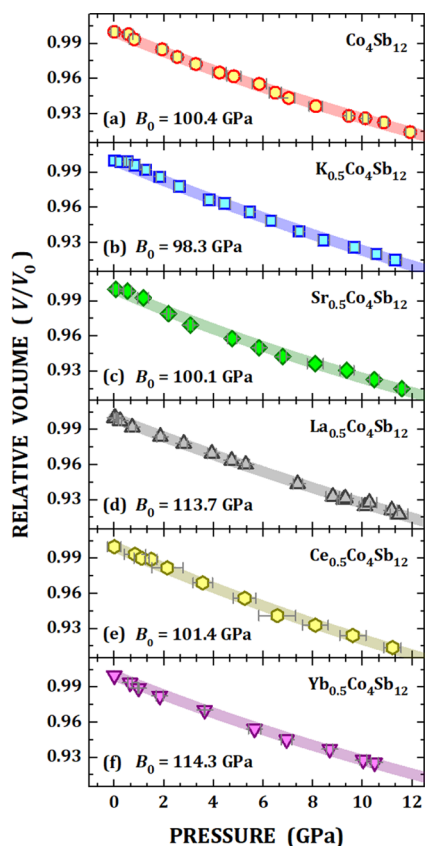 RELATIVE VOLUME (V/V₀)
0.99
0.96
0.93
Co₄Sb₁₂
(a) B₀ = 100.4 GPa
0.99
0.96
0.93
K₀.₅Co₄Sb₁₂
(b) B₀ = 98.3 GPa
0.99
0.96
0.93
Sr₀.₅Co₄Sb₁₂
(c) B₀ = 100.1 GPa
0.99
0.96
0.93
La₀.₅Co₄Sb₁₂
(d) B₀ = 113.7 GPa
0.99
0.96
0.93
Ce₀.₅Co₄Sb₁₂
(e) B₀ = 101.4 GPa
0.99
0.96
0.93
Yb₀.₅Co₄Sb₁₂
(f) B₀ = 114.3 GPa
0 2 4 6 8 10 12
PRESSURE (GPa)